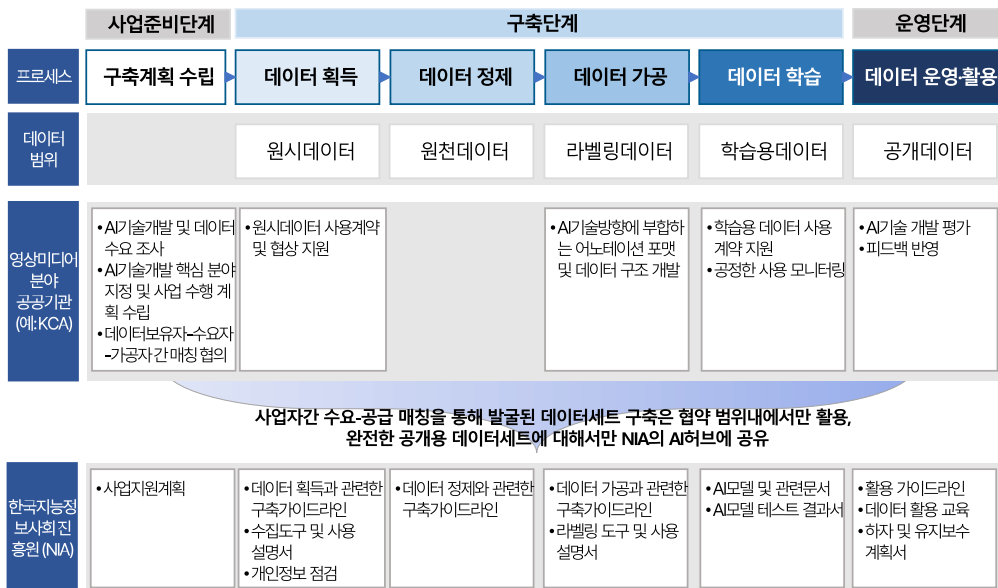 사업준비단계
구축단계
운영단계
프로세스
구축계획 수립
데이터 획득
데이터 정제
데이터 가공
데이터 학습
데이터 운영·활용
데이터
범위
원시데이터
원천데이터
라벨링데이터
학습용데이터
공개데이터
영상미디어
분야
공공기관
(예:KCA)
•AI기술개발 및 데이터
수요 조사
•AI기술개발 핵심 분야
지정 및 사업 수행 계
획 수립
•데이터보유자-수요자
-가공자 간 매칭 협의
•원시데이터 사용계약
및 협상 지원
•AI기술방향에 부합하
는 어노테이션 포맷
및 데이터 구조 개발
•학습용 데이터 사용
계약 지원
•공정한 사용 모니터링
•AI기술 개발 평가
•피드백 반영
사업자간 수요-공급 매칭을 통해 발굴된 데이터세트 구축은 협약 범위내에서만 활용,
완전한 공개용 데이터세트에 대해서만 NIA의 AI허브에 공유
한국지능정
보사회진
흥원(NIA)
•사업지원계획
•데이터 획득과 관련한
구축가이드라인
•수집도구 및 사용
설명서
•개인정보 점검
•데이터 정제와 관련한
구축가이드라인
•데이터 가공과 관련한
구축가이드라인
•라벨링 도구 및 사용
설명서
•AI모델 및 관련문서
•AI모델 테스트 결과서
•활용 가이드라인
•데이터 활용 교육
•하자 및 유지보수
계획서